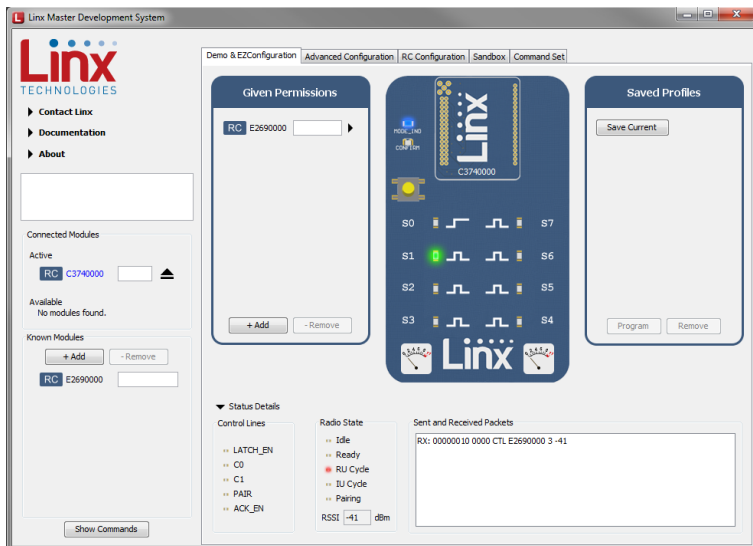 Linx Master Development System
Linx
TECHNOLOGIES
Contact Linx
Documentation
About
Connected Modules
Active
RC C3740000
Available
No modules found.
Known Modules
+ Add - Remove
RC E2690000
Show Commands
Demo & EZConfiguration Advanced Configuration RC Configuration Sandbox Command Set
Given Permissions
RC E2690000
+ Add - Remove
Linx
C3740000
MODE_IND
CONFIRM
S0 S7
S1 S6
S2 S5
S3 S4
Linx
Saved Profiles
Save Current
Program Remove
Status Details
Control Lines
LATCH_EN
C0
C1
PAIR
ACK_EN
Radio State
Idle
Ready
RU Cycle
IU Cycle
Pairing
RSSI -41 dBm
Sent and Received Packets
RX: 00000010 0000 CTL E2690000 3 -41